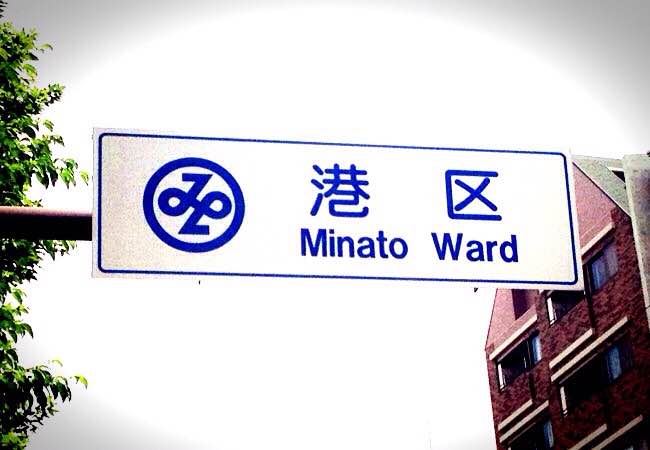 港区
Minato Ward